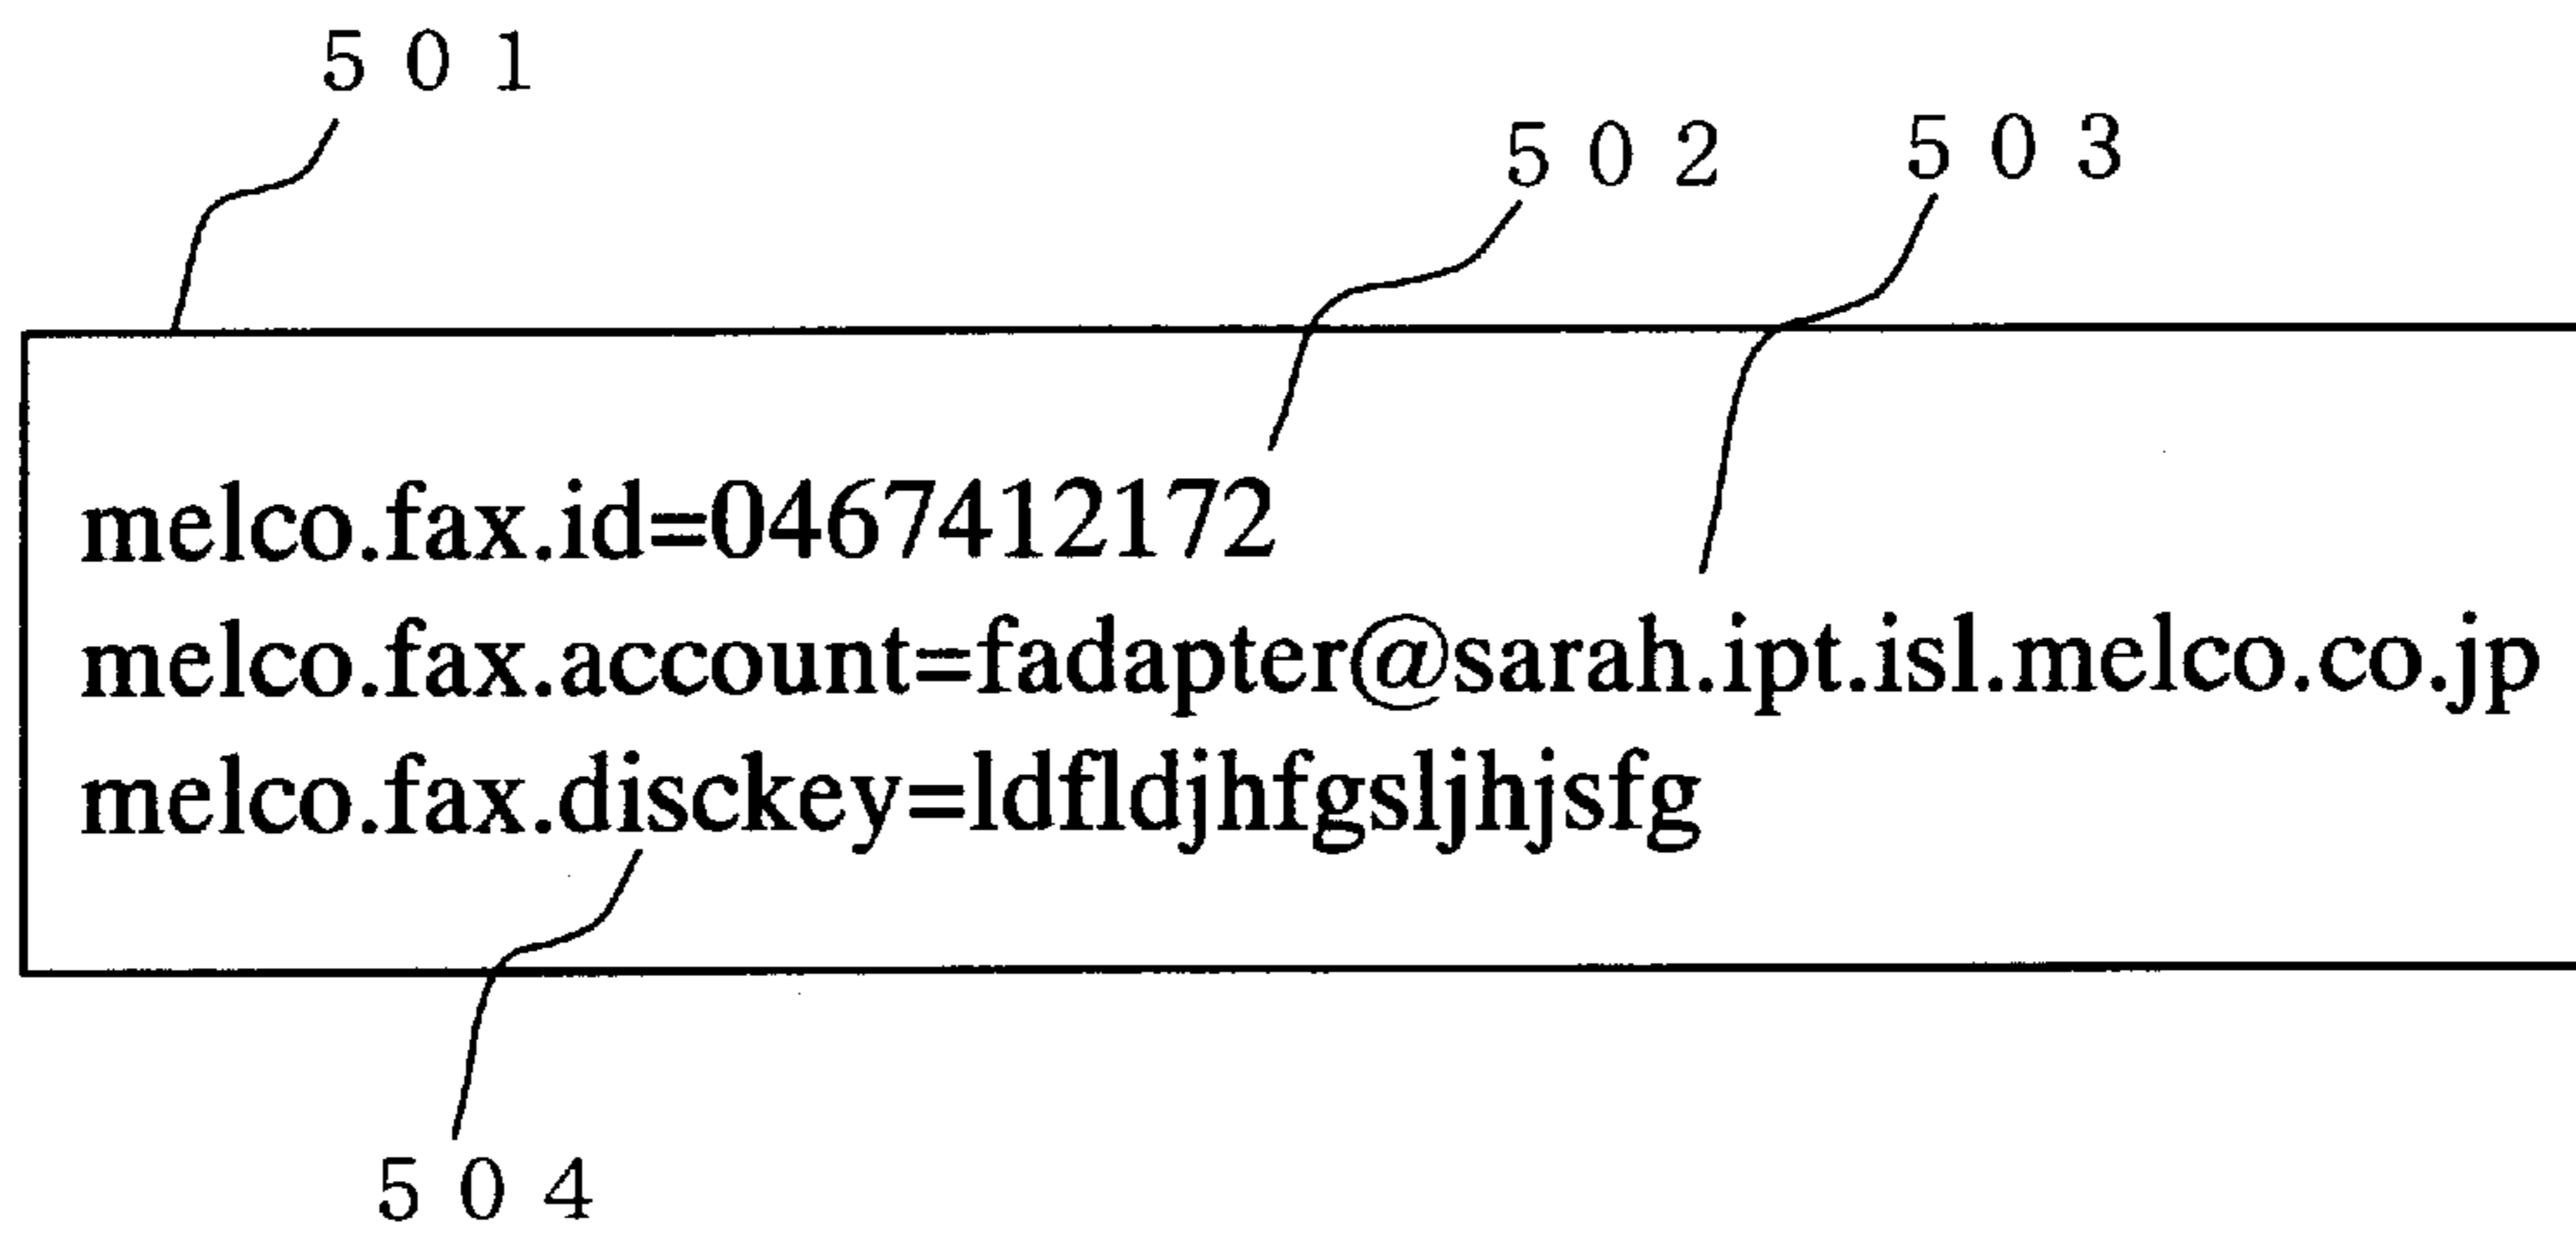 ５０１
５０２
５０３
melco.fax.id=0467412172
melco.fax.account=fadapter@sarah.ipt.isl.melco.co.jp
melco.fax.disckey=ldfldjhfgsljhjsfg
５０４